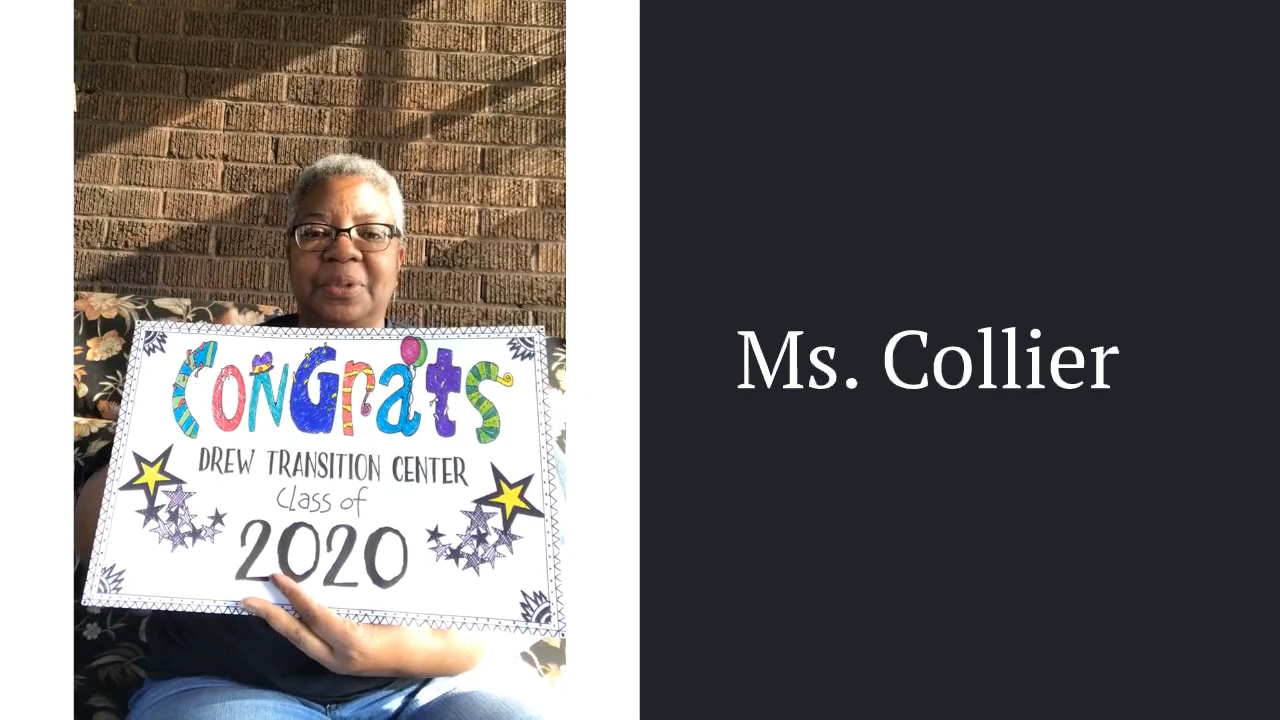 CONGratS
DREW TRANSITION CENTER
Class of
2020
Ms. Collier